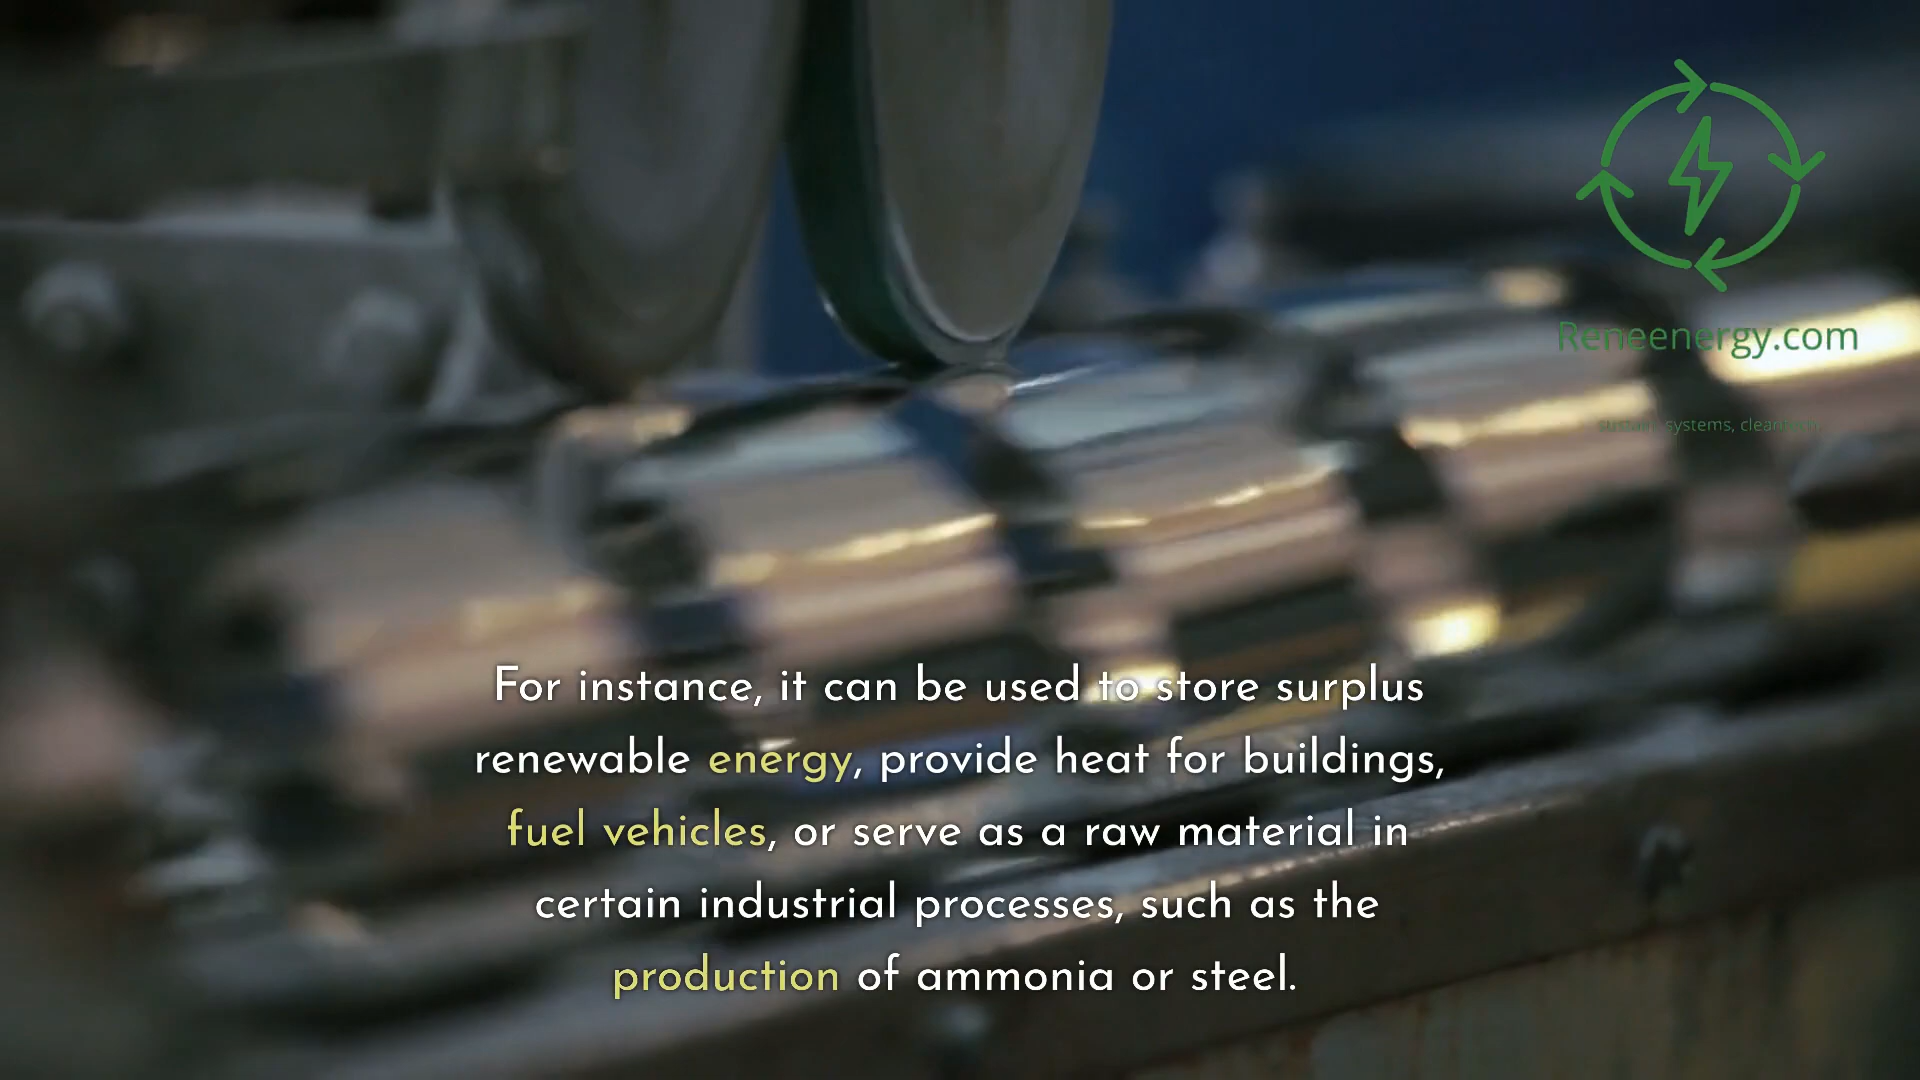 Reneenergy.com
systems,
For instance, it can be used to store surplus
renewable energy, provide heat for buildings,
fuel vehicles, or serve as a raw material in
certain industrial processes, such as the
production of ammonia or steel.